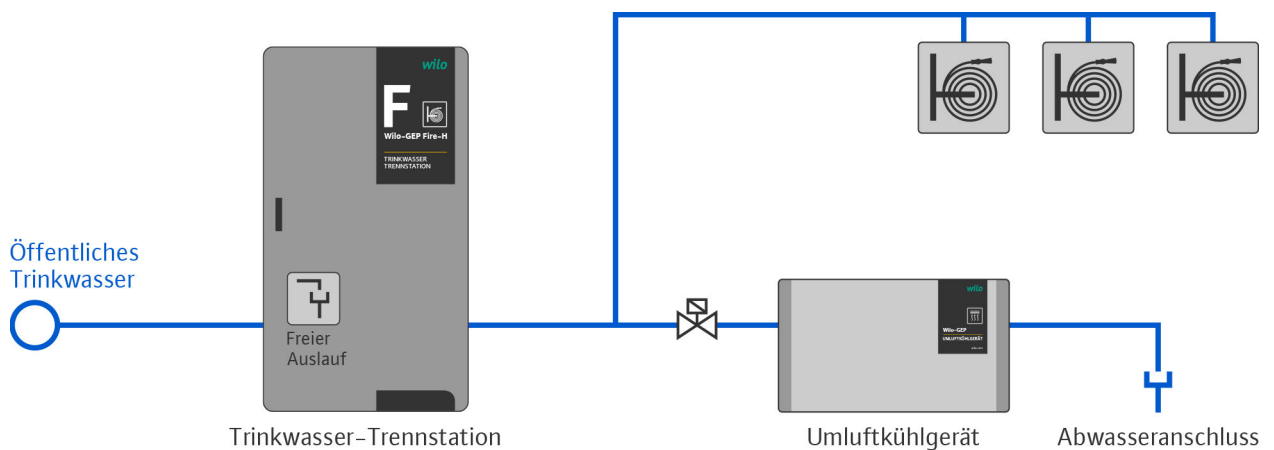 wilo
F
Wilo-GEP Fire-H
TRINKWASSER
TRENNSTATION
Öffentliches
Trinkwasser
Freier
Auslauf
wilo
Wilo-GEP
UMLUFTKÜHLGERÄT
Trinkwasser-Trennstation
Umluftkühlgerät
Abwasseranschluss